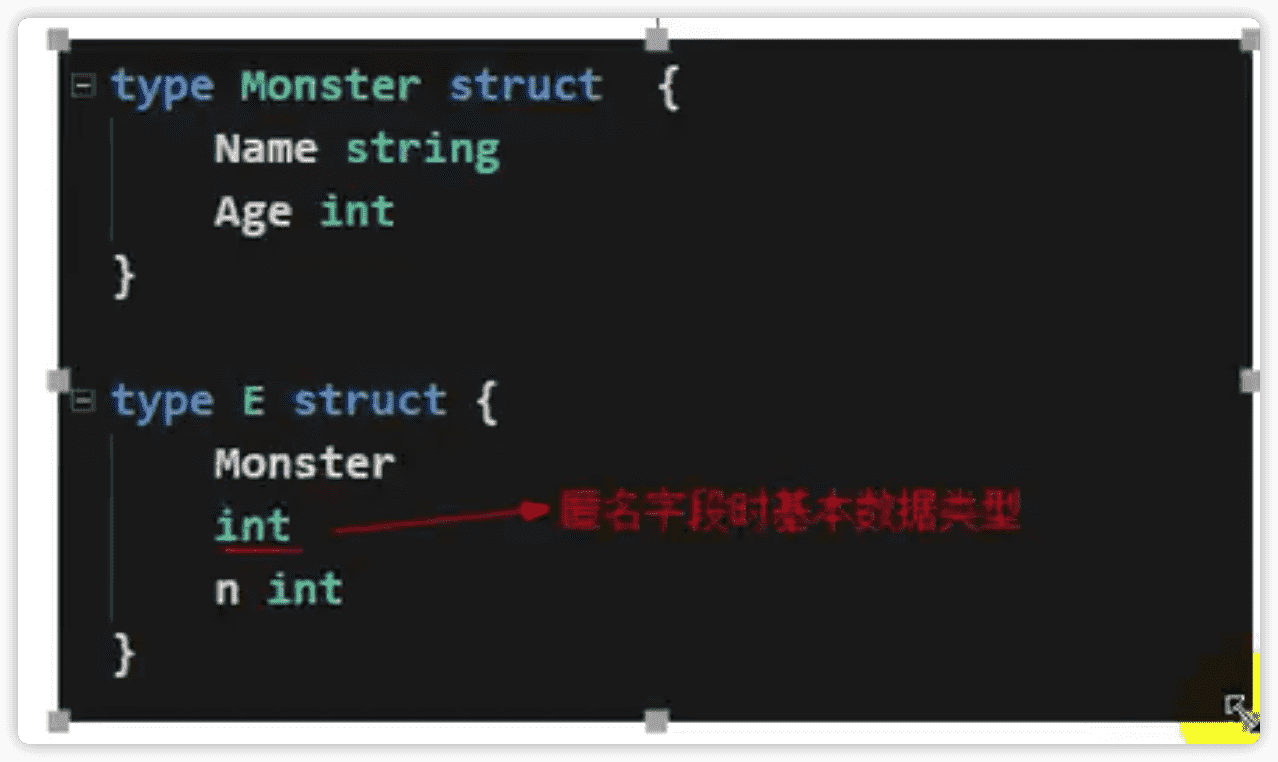 type Monster struct {
Name string
Age int
}
type E struct {
Monster
int
匿名字段时基本数据类型
n int
}